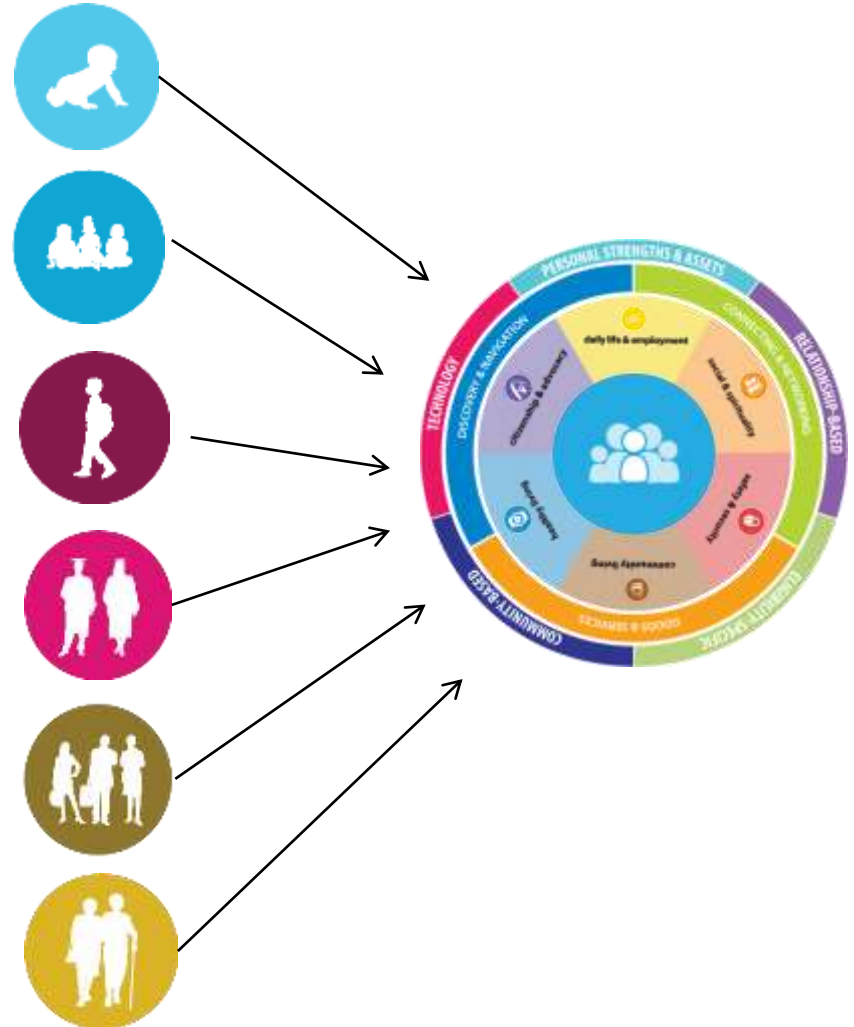 PERSONAL STRENGTHS & ASSETS
RELATIONSHIP-BASED
ELIGIBILITY SPECIFIC
COMMUNITY-BASED
TECHNOLOGY
DISCOVERY & NAVIGATION
CONNECTING & NETWORKING
GOODS & SERVICES
daily life & employment
social & spirituality
safety & security
community living
healthy living
citizenship & advocacy